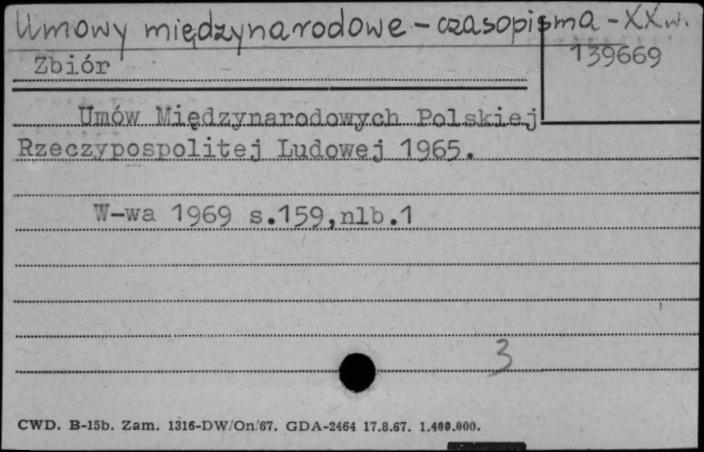 Umowy międzynarodowe - czasopisma - XX w.
139669
Zbiór
Umów Międzynarodowych Polskiej
Rzeczypospolitej Ludowej 1965.
W-wa 1969 s.159,nlb.1
3
CWD. B-15b. Zam. 1316-DW/On/67. GDA-2464 17.8.67. 1.400.000.